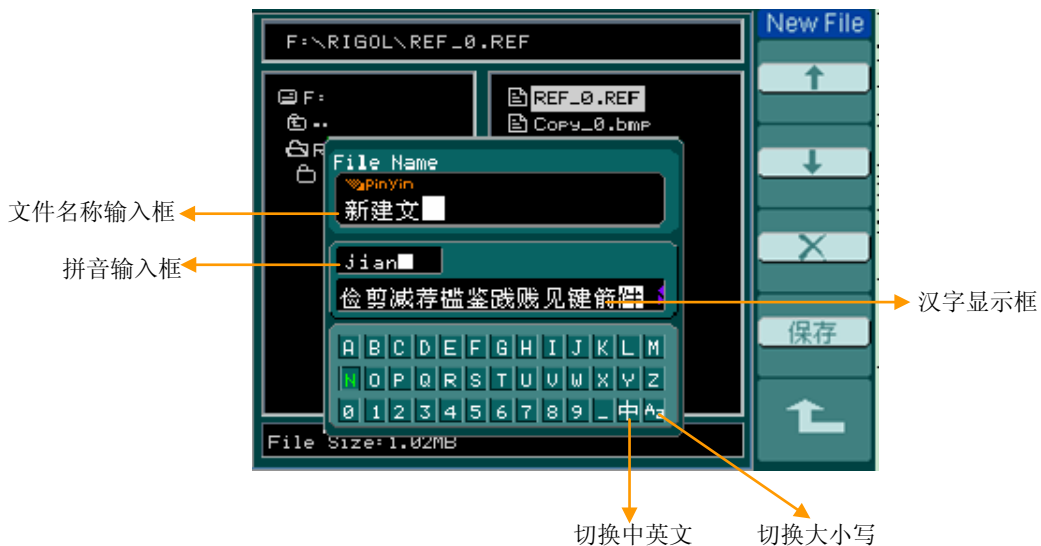 New File
F:\RIGOL\REF_0.REF
F:
REF_0.REF
..
Copy_0.bmp
R
File Name
PinYin
文件名称输入框
新建文
拼音输入框
jian
俭剪减荐槛鉴践贱见键箭件
汉字显示框
保存
A B C D E F G H I J K L M
N O P Q R S T U V W X Y Z
0 1 2 3 4 5 6 7 8 9 _ 中 Aa
File Size:1.02MB
切换中英文
切换大小写